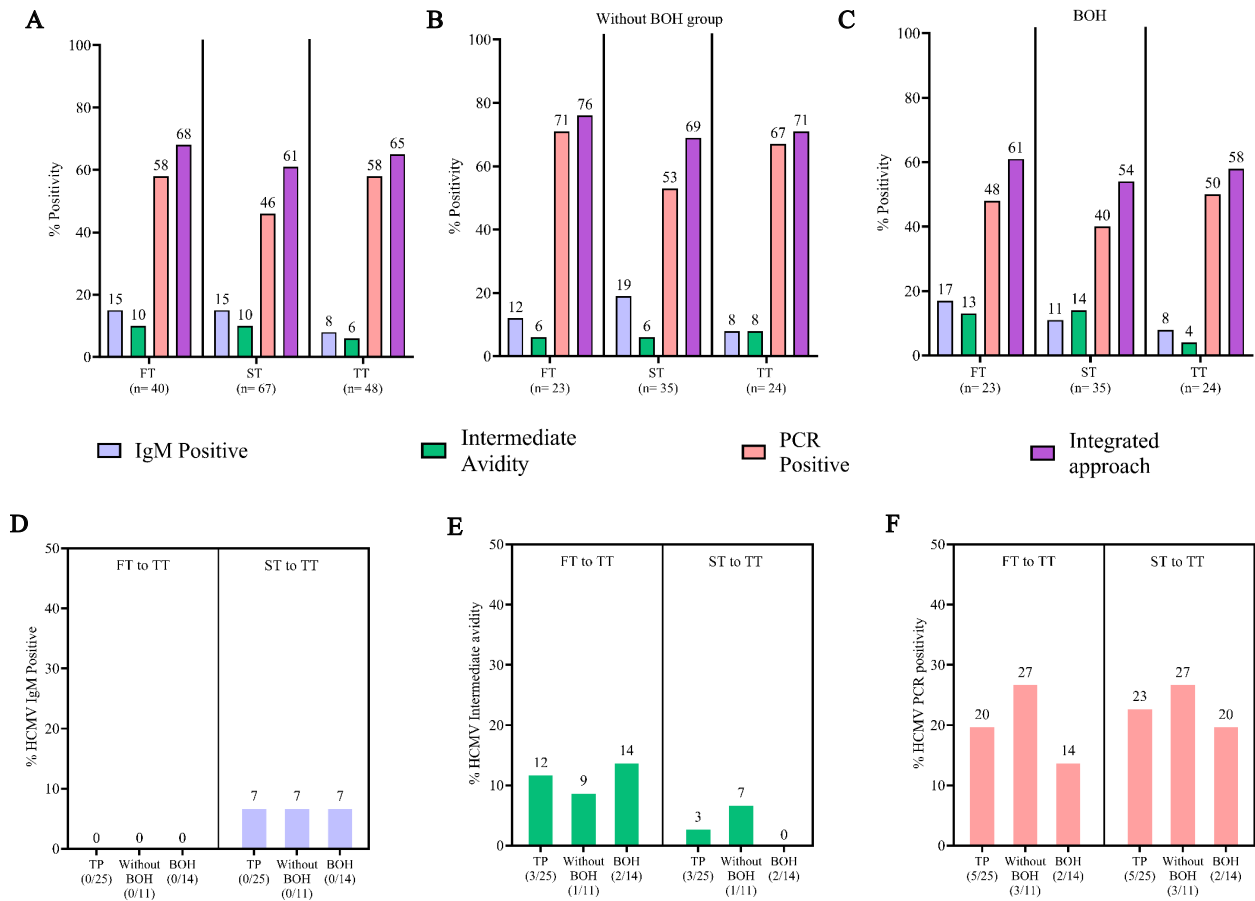 A
% Positivity
100
80
60
40
20
0
15
10
58
68
15
10
46
61
8
6
58
65
FT
(n= 40)
ST
(n= 67)
TT
(n= 48)
B
Without BOH group
% Positivity
100
80
60
40
20
0
12
6
71
76
19
6
53
69
8
8
67
71
FT
(n= 23)
ST
(n= 35)
TT
(n= 24)
C
BOH
% Positivity
100
80
60
40
20
0
17
13
48
61
11
14
40
54
8
4
50
58
FT
(n= 23)
ST
(n= 35)
TT
(n= 24)
IgM Positive
Intermediate
Avidity
PCR
Positive
Integrated
approach
D
% HCMV IgM Positive
50
40
30
20
10
0
FT to TT
ST to TT
0
0
0
7
7
7
TP
(0/25)
Without
BOH
(0/11)
BOH
(0/14)
TP
(0/25)
Without
BOH
(0/11)
BOH
(0/14)
E
% HCMV Intermediate avidity
50
40
30
20
10
0
FT to TT
ST to TT
12
9
14
3
7
0
TP
(3/25)
Without
BOH
(1/11)
BOH
(2/14)
TP
(3/25)
Without
BOH
(1/11)
BOH
(2/14)
F
% HCMV PCR positivity
50
40
30
20
10
0
FT to TT
ST to TT
20
27
14
23
27
20
TP
(5/25)
Without
BOH
(3/11)
BOH
(2/14)
TP
(5/25)
Without
BOH
(3/11)
BOH
(2/14)